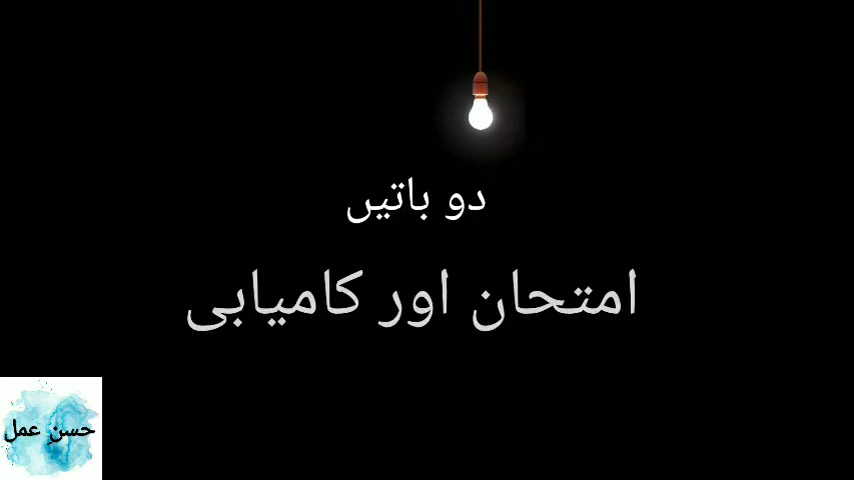 دو باتیں
امتحان اور کامیابی
حسنِ عمل